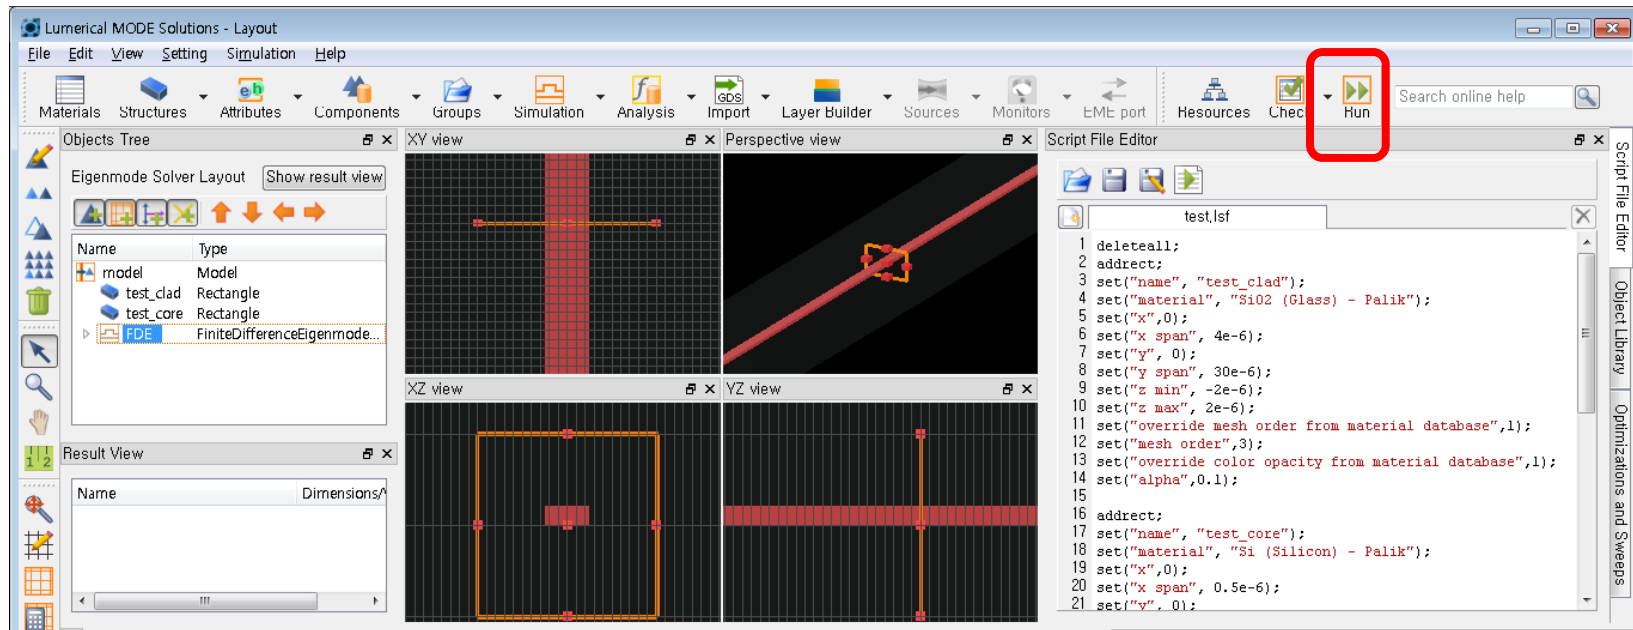 Lumerical MODE Solutions - Layout
File Edit View Setting Simulation Help
Materials Structures Attributes Components Groups Simulation Analysis Import Layer Builder Sources Monitors EME port Resources Check Run Search online help
GDS
Objects Tree
XY view
Perspective view
Script File Editor
Eigenmode Solver Layout Show result view
Name Type
model Model
test_clad Rectangle
test_core Rectangle
FDE FiniteDifferenceEigenmode...
XZ view
YZ view
Result View
Name Dimensions/
test.lsf
1 deleteall;
2 addrect;
3 set("name", "test_clad");
4 set("material", "SiO2 (Glass) - Palik");
5 set("x",0);
6 set("x span", 4e-6);
7 set("y", 0);
8 set("y span", 30e-6);
9 set("z min", -2e-6);
10 set("z max", 2e-6);
11 set("override mesh order from material database",1);
12 set("mesh order",3);
13 set("override color opacity from material database",1);
14 set("alpha",0.1);
15
16 addrect;
17 set("name", "test_core");
18 set("material", "Si (Silicon) - Palik");
19 set("x",0);
20 set("x span", 0.5e-6);
21 set("y", 0);
Script File Editor
Object Library
Optimizations and Sweeps